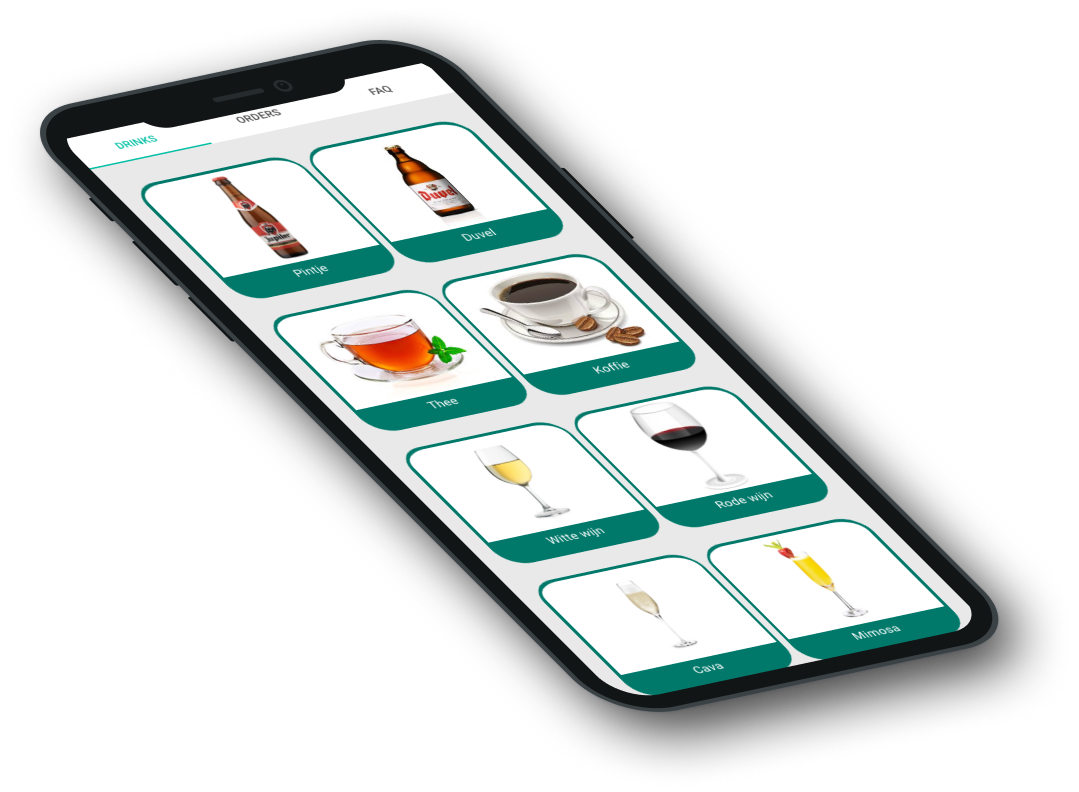 DRINKS
ORDERS
FAQ
Jupiler
Pintje
Duvel
Duvel
Thee
Koffie
Witte wijn
Rode wijn
Cava
Mimosa